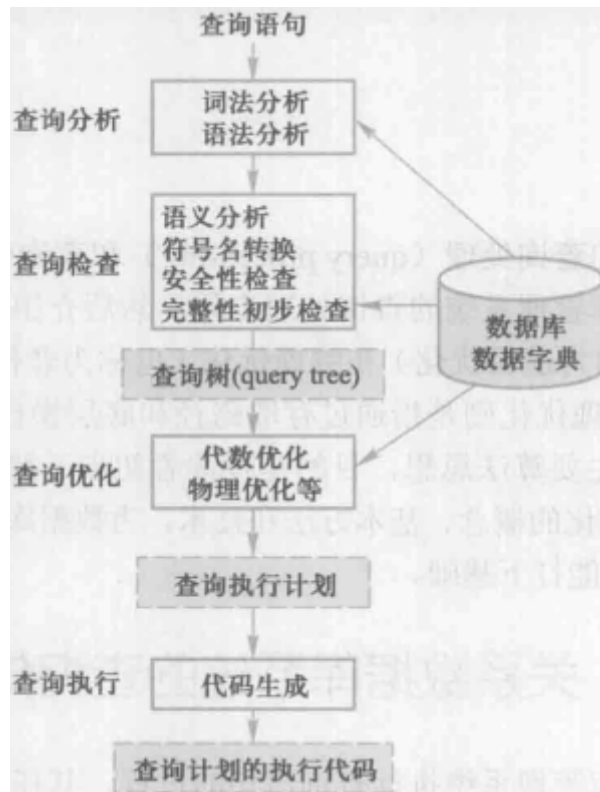 查询语句
查询分析
词法分析
语法分析
查询检查
语义分析
符号名转换
安全性检查
完整性初步检查
数据库
数据字典
查询树(query tree)
查询优化
代数优化
物理优化等
查询执行计划
查询执行
代码生成
查询计划的执行代码